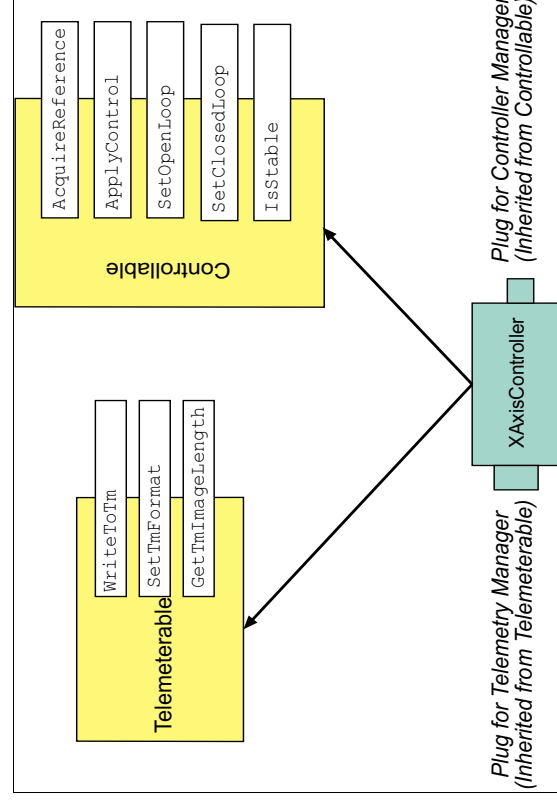 Telemeterable
WriteToTm
SetTmFormat
GetTmImageLength
Controllable
AcquireReference
ApplyControl
SetOpenLoop
SetClosedLoop
IsStable
Plug for Telemetry Manager
(Inherited from Telemeterable)
XAxisController
Plug for Controller Manager
(Inherited from Controllable)